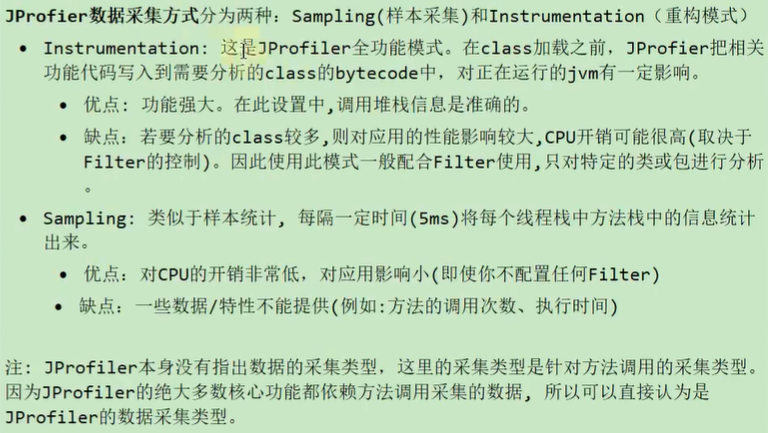 JProfier数据采集方式分为两种：Sampling(样本采集)和Instrumentation（重构模式）
• Instrumentation: 这是JProfiler全功能模式。在class加载之前，JProfier把相关
功能代码写入到需要分析的class的bytecode中，对正在运行的jvm有一定影响。
• 优点: 功能强大。在此设置中,调用堆栈信息是准确的。
• 缺点：若要分析的class较多,则对应用的性能影响较大,CPU开销可能很高(取决于
Filter的控制)。因此使用此模式一般配合Filter使用,只对特定的类或包进行分析
。
• Sampling: 类似于样本统计, 每隔一定时间(5ms)将每个线程栈中方法栈中的信息统计
出来。
• 优点：对CPU的开销非常低，对应用影响小(即使你不配置任何Filter)
• 缺点：一些数据/特性不能提供(例如:方法的调用次数、执行时间)
注: JProfiler本身没有指出数据的采集类型，这里的采集类型是针对方法调用的采集类型。
因为JProfiler的绝大多数核心功能都依赖方法调用采集的数据, 所以可以直接认为是
JProfiler的数据采集类型。